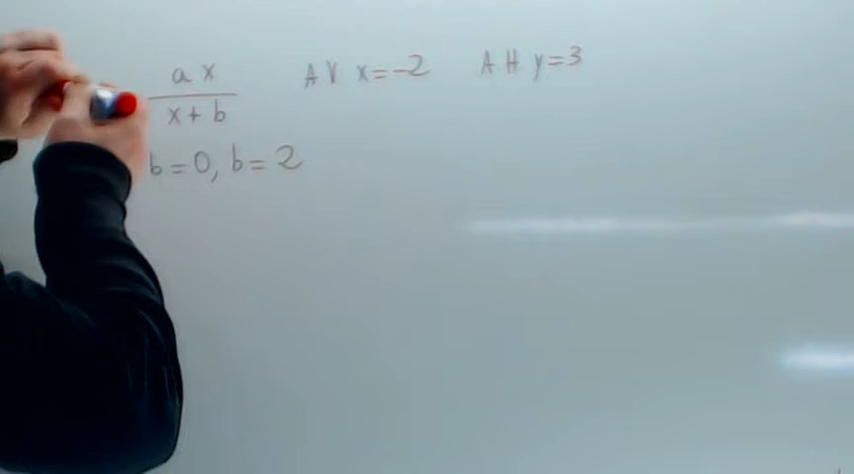 a x
x + b
A V x = -2
A H y = 3
b = 0, b = 2